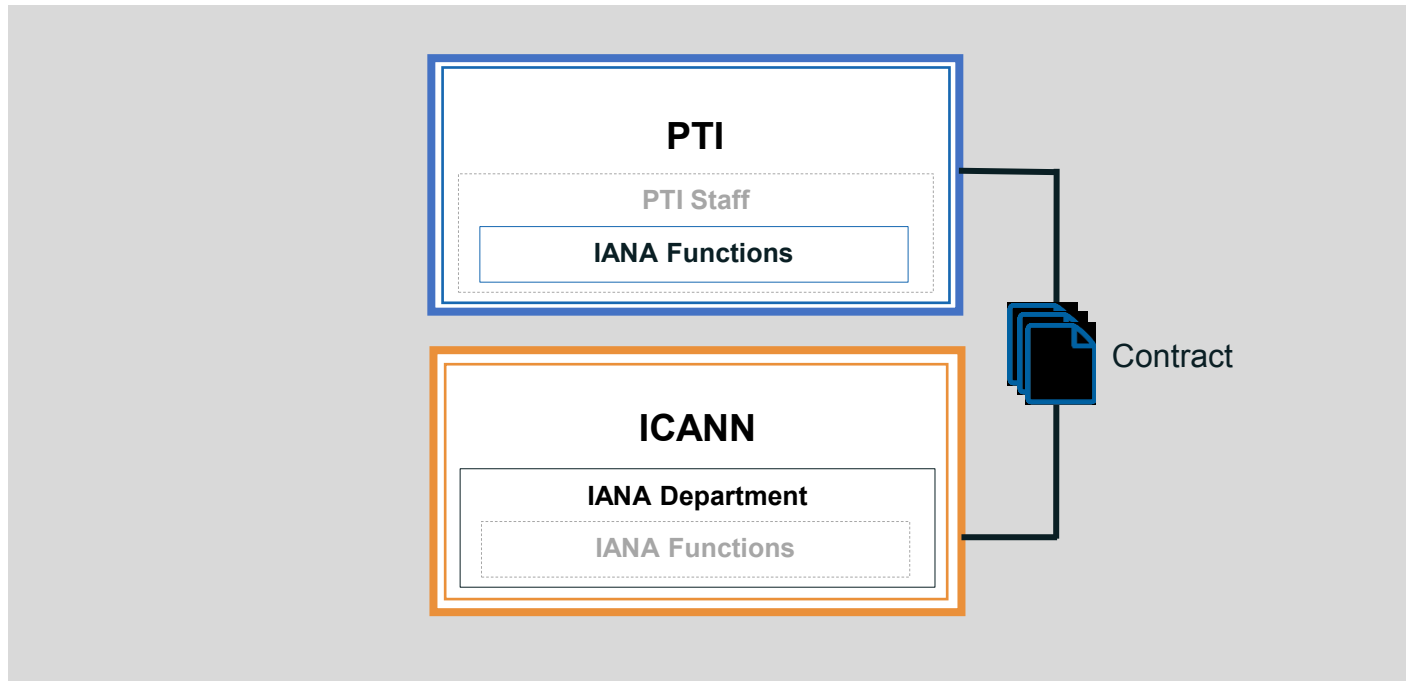 PTI
PTI Staff
IANA Functions
Contract
ICANN
IANA Department
IANA Functions